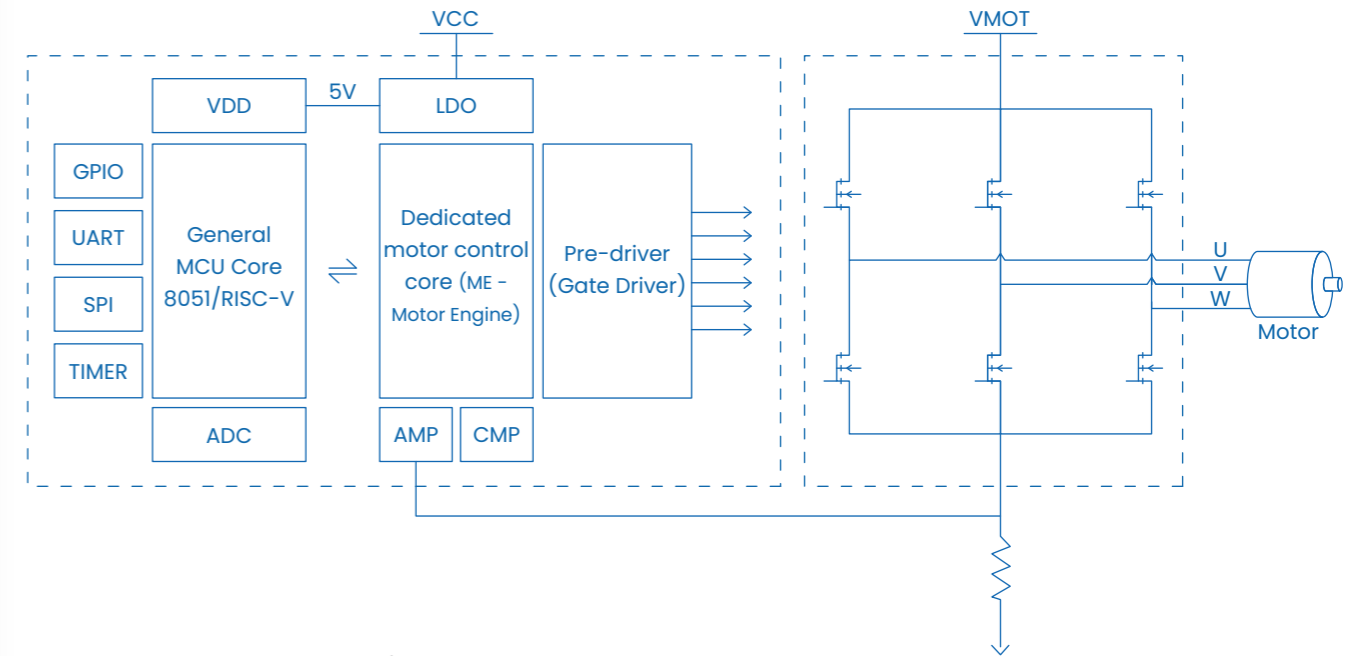 VCC
VMOT
VDD
5V
LDO
GPIO
UART
SPI
TIMER
General
MCU Core
8051/RISC-V
Dedicated
motor control
core (ME -
Motor Engine)
Pre-driver
(Gate Driver)
U
V
W
Motor
ADC
AMP
CMP